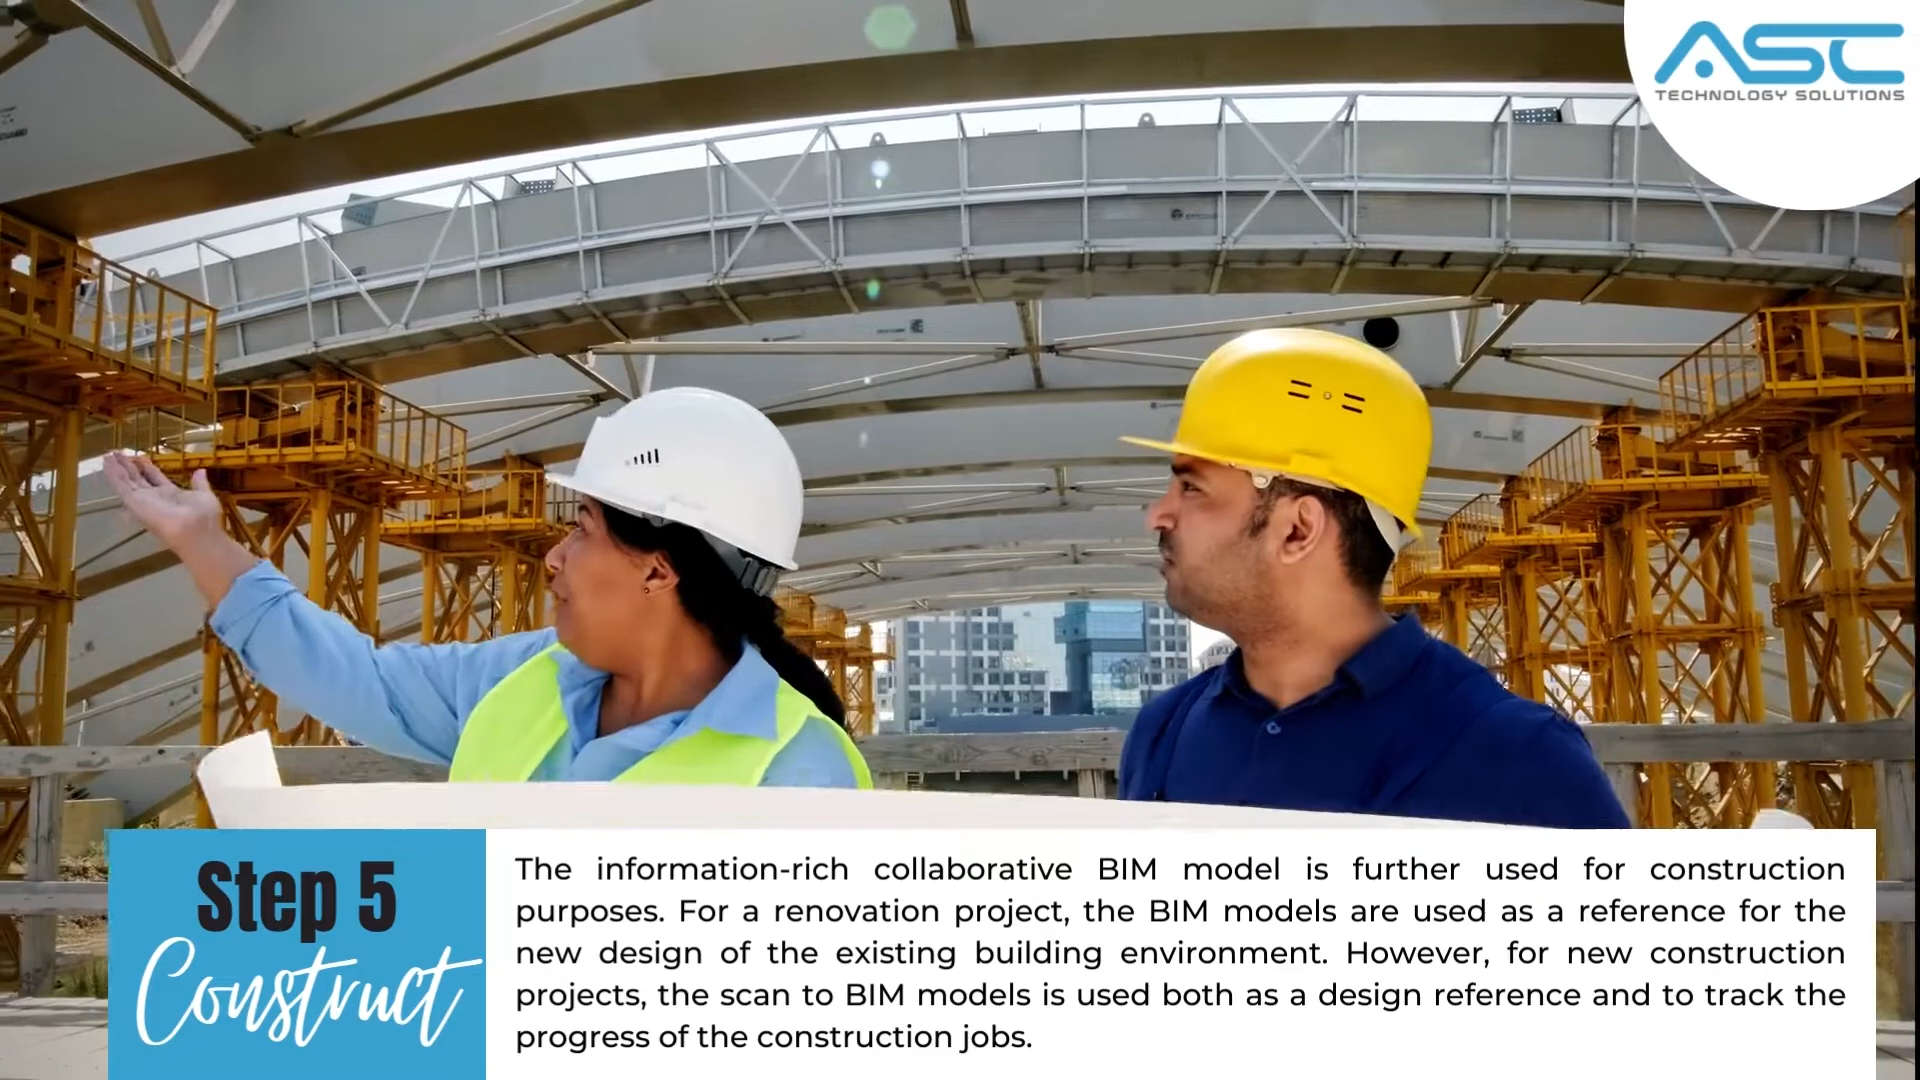 ASC
TECHNOLOGY SOLUTIONS
Step 5
Construct
The information-rich collaborative BIM model is further used for construction
purposes. For a renovation project, the BIM models are used as a reference for the
new design of the existing building environment. However, for new construction
projects, the scan to BIM models is used both as a design reference and to track the
progress of the construction jobs.